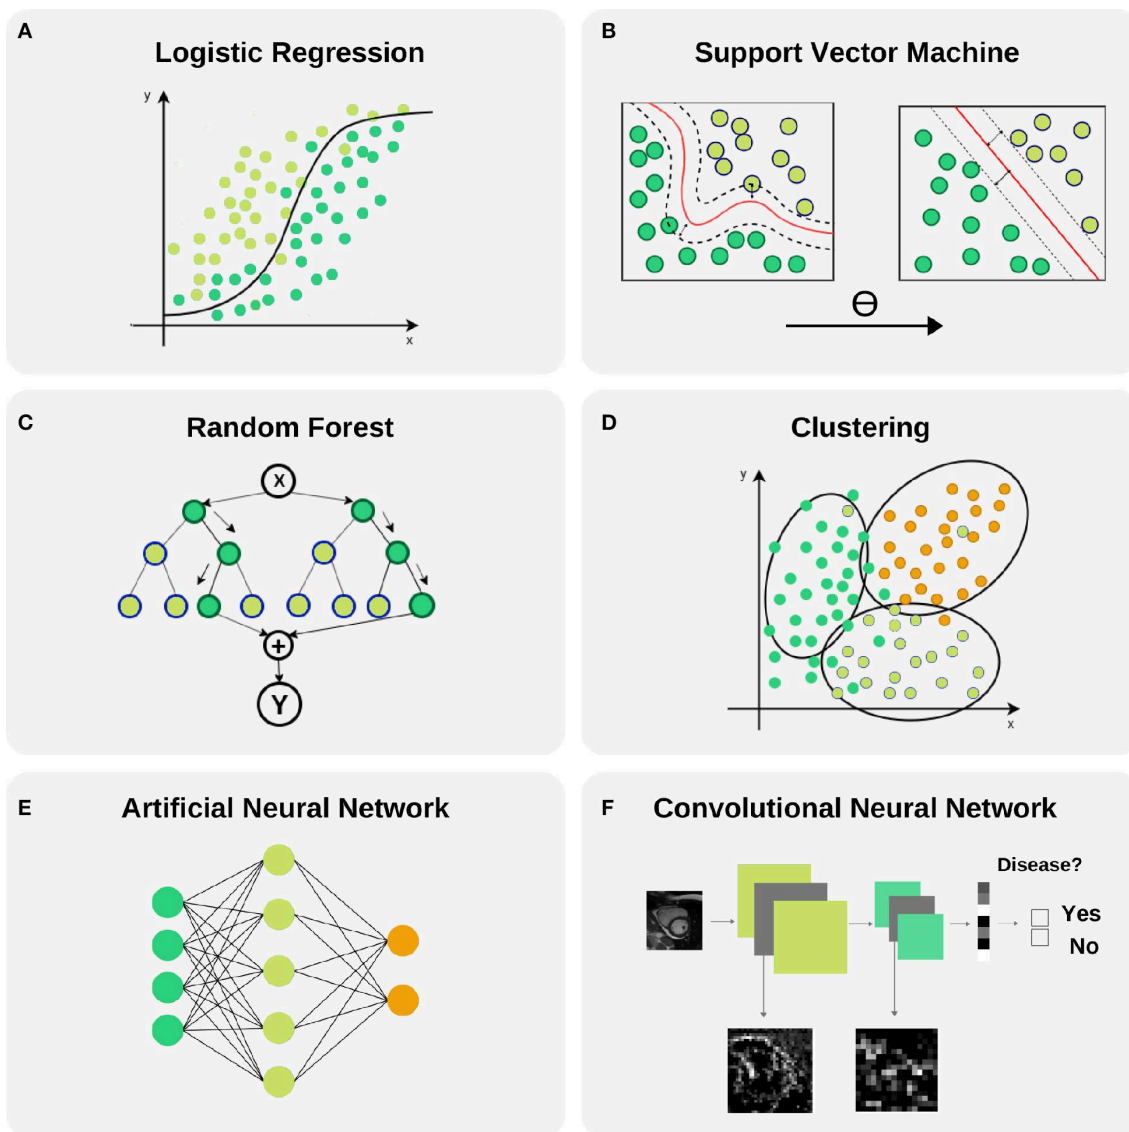 A
Logistic Regression
y
x
B
Support Vector Machine
Θ
C
Random Forest
X
+
Y
D
Clustering
y
x
E
Artificial Neural Network
F
Convolutional Neural Network
Disease?
Yes
No